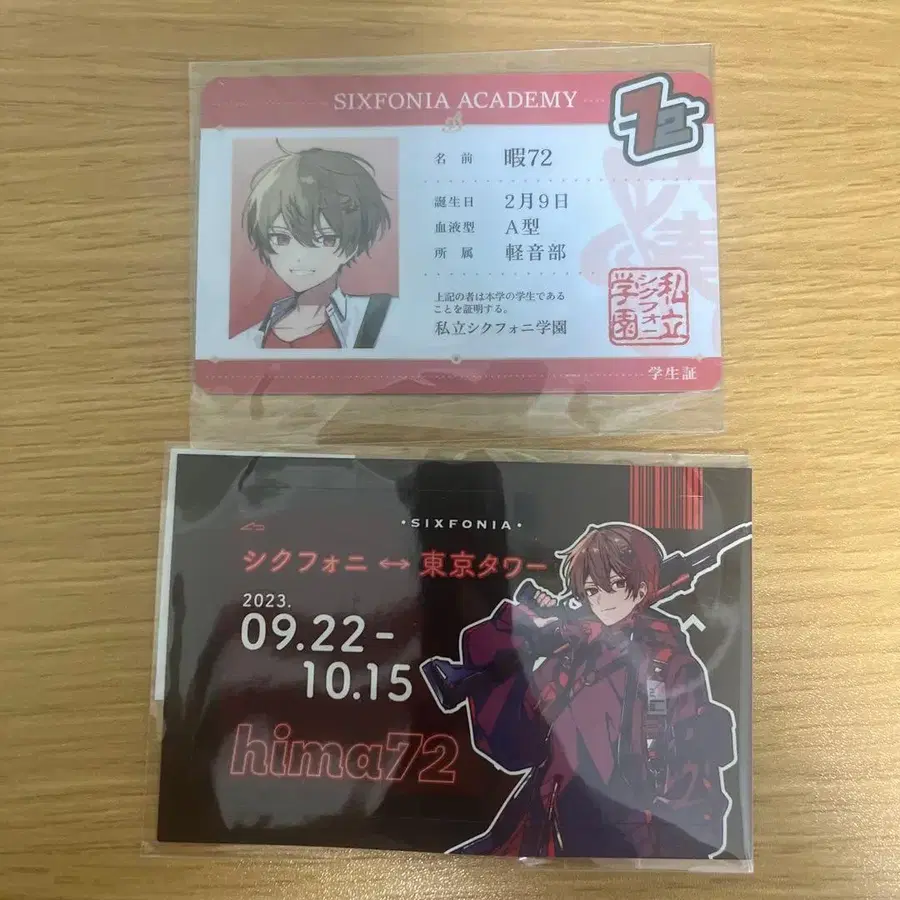 SIXFONIA ACADEMY
72
名前 暇72
誕生日 2月9日
血液型 A型
所属 軽音部
上記の者は本学の学生である
ことを証明する。
私立シクフォニ学園
私立
シクフォニ
学園
学生証
・SIXFONIA・
シクフォニ ↔ 東京タワー
2023.
09.22-
10.15
hima72